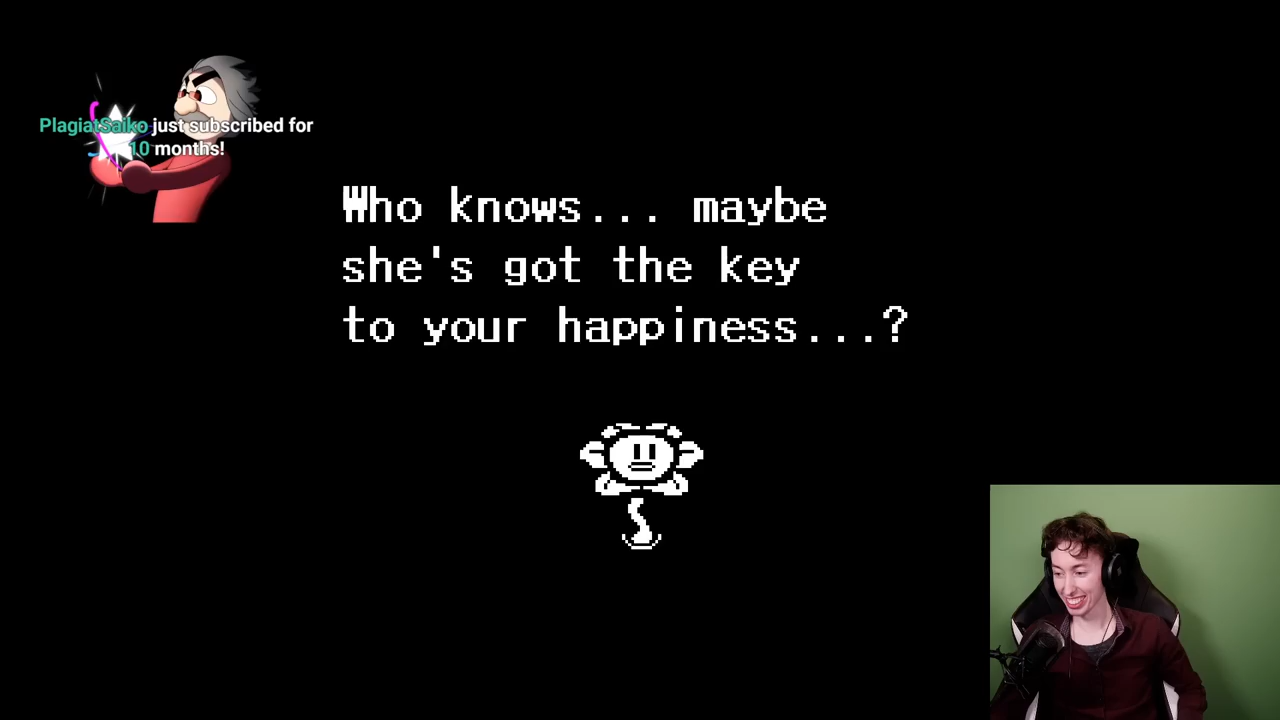 PlagiatSaiko just subscribed for
10 months!
Who knows... maybe
she's got the key
to your happiness...?